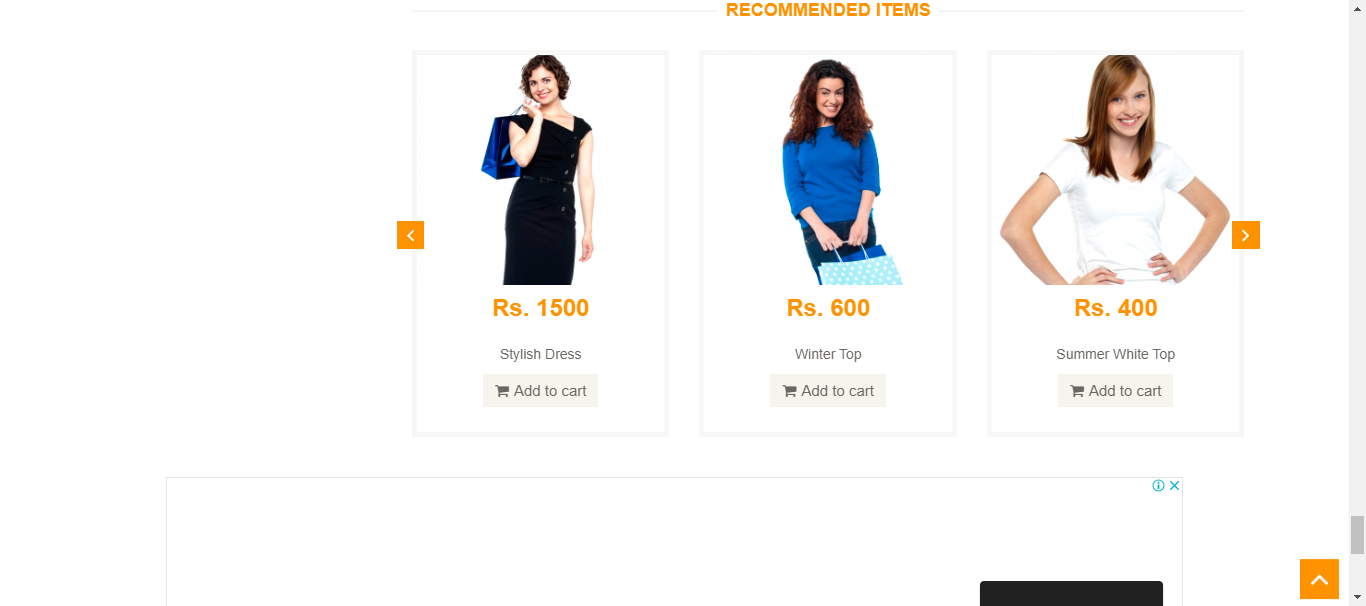 RECOMMENDED ITEMS
Rs. 1500
Stylish Dress
Add to cart
Rs. 600
Winter Top
Add to cart
Rs. 400
Summer White Top
Add to cart